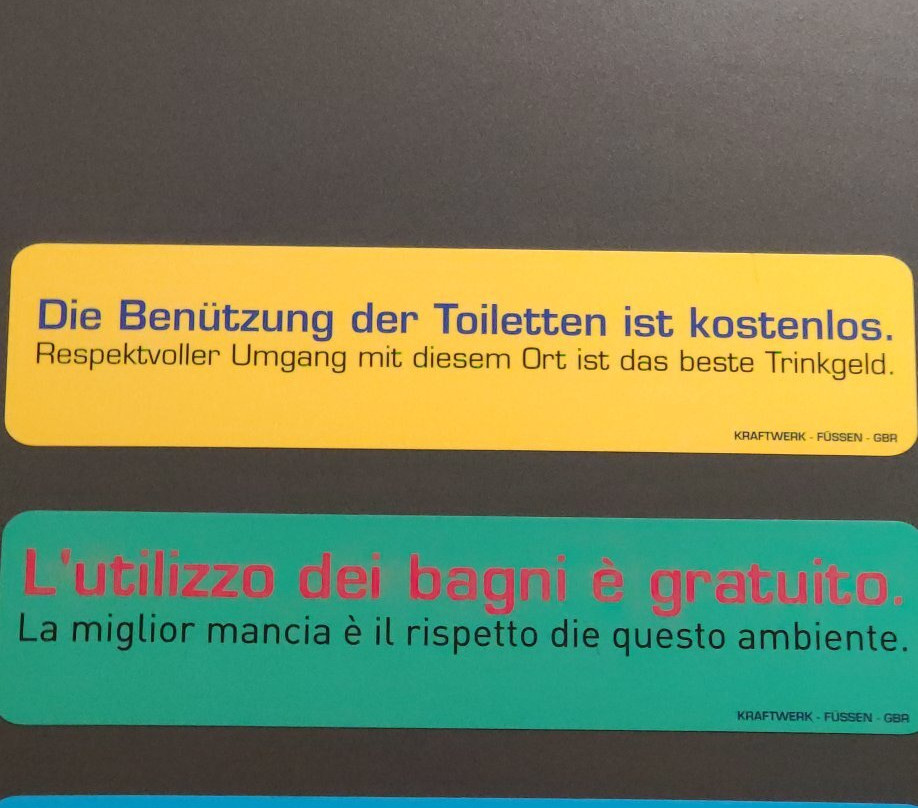 Die Benützung der Toiletten ist kostenlos.
Respektvoller Umgang mit diesem Ort ist das beste Trinkgeld.
KRAFTWERK - FÜSSEN - GBR
L'utilizzo dei bagni è gratuito.
La miglior mancia è il rispetto die questo ambiente.
KRAFTWERK - FÜSSEN - GBR